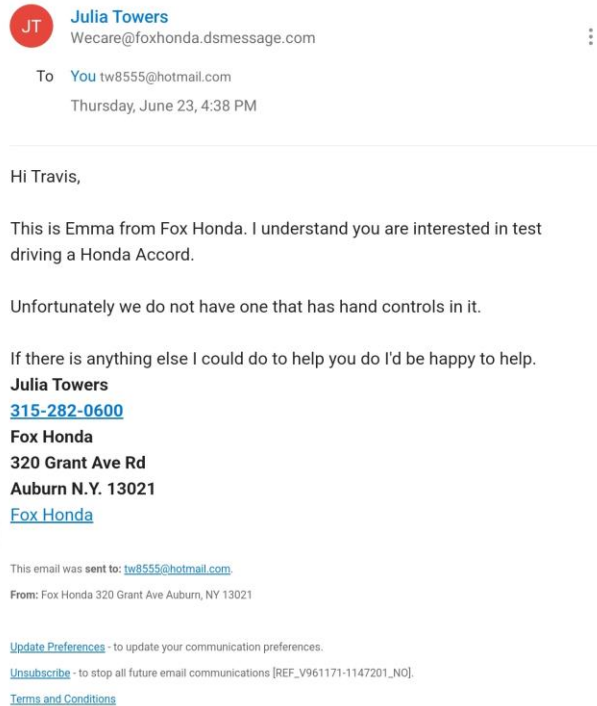 JT
Julia Towers
Wecare@foxhonda.dsmessage.com
To You tw8555@hotmail.com
Thursday, June 23, 4:38 PM
Hi Travis,
This is Emma from Fox Honda. I understand you are interested in test
driving a Honda Accord.
Unfortunately we do not have one that has hand controls in it.
If there is anything else I could do to help you do I'd be happy to help.
Julia Towers
315-282-0600
Fox Honda
320 Grant Ave Rd
Auburn N.Y. 13021
Fox Honda
This email was sent to: tw8555@hotmail.com.
From: Fox Honda 320 Grant Ave Auburn, NY 13021
Update Preferences - to update your communication preferences.
Unsubscribe - to stop all future email communications [REF_V961171-1147201_NO].
Terms and Conditions